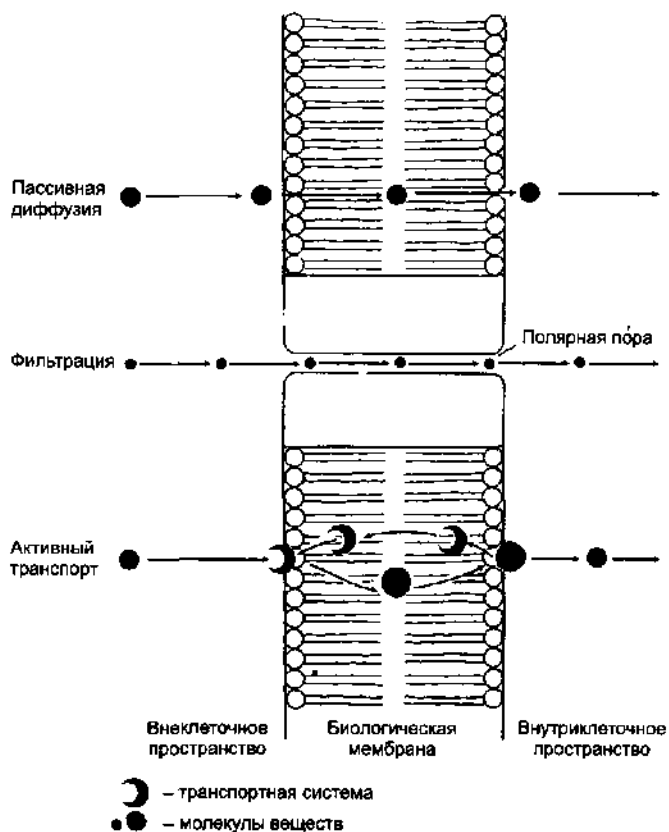 Пассивная
диффузия
Полярная пора
Фильтрация
Активный
транспорт
Внеклеточное
пространство
Биологическая
мембрана
Внутриклеточное
пространство
– транспортная система
– молекулы веществ